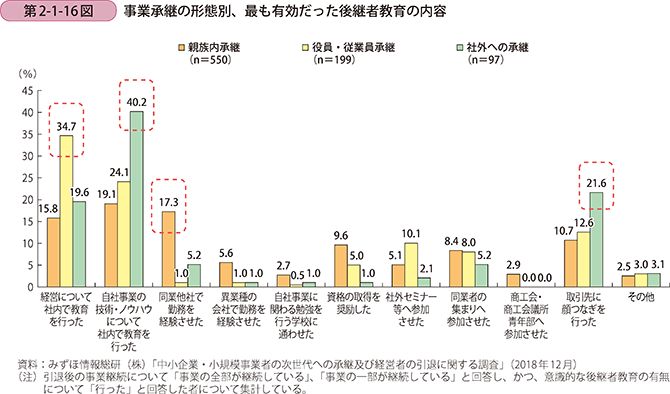 第2-1-16図 事業承継の形態別、最も有効だった後継者教育の内容
親族内承継 役員・従業員承継 社外への承継
(n=550) (n=199) (n=97)
(%)
45
40
35
30
25
20
15
10
5
0
15.8 34.7 19.6
19.1 24.1 40.2
17.3 1.0 5.2
5.6 1.0 1.0
2.7 0.5 1.0
9.6 5.0 1.0
5.1 10.1 2.1
8.4 8.0 5.2
2.9 0.0 0.0
10.7 12.6 21.6
2.5 3.0 3.1
経営について
社内で教育
を行った
自社事業の
技術・ノウハウ
について
社内で教育
を行った
同業他社で
勤務を
経験させた
異業種の
会社で勤務を
経験させた
自社事業に
関わる勉強を
行う学校に
通わせた
資格の取得を
奨励した
社外セミナー
等へ参加
させた
同業者の
集まりへ
参加させた
商工会・
商工会議所
青年部へ
参加させた
取引先に
顔つなぎを
行った
その他
資料：みずほ情報総研（株）「中小企業・小規模事業者の次世代への承継及び経営者の引退に関する調査」（2018年12月）
（注）引退後の事業継続について「事業の全部が継続している」、「事業の一部が継続している」と回答し、かつ、意識的な後継者教育の有無
について「行った」と回答した者について集計している。